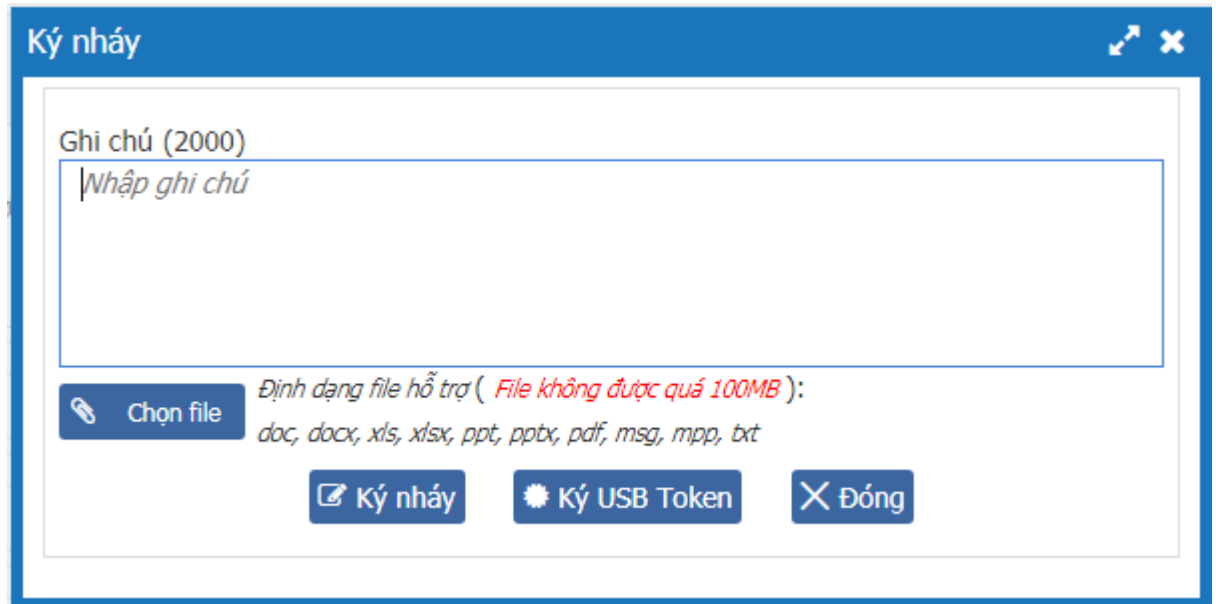 Ký nháy
Ghi chú (2000)
Nhập ghi chú
Chọn file
Định dạng file hỗ trợ ( File không được quá 100MB ):
doc, docx, xls, xlsx, ppt, pptx, pdf, msg, mpp, txt
Ký nháy Ký USB Token Đóng